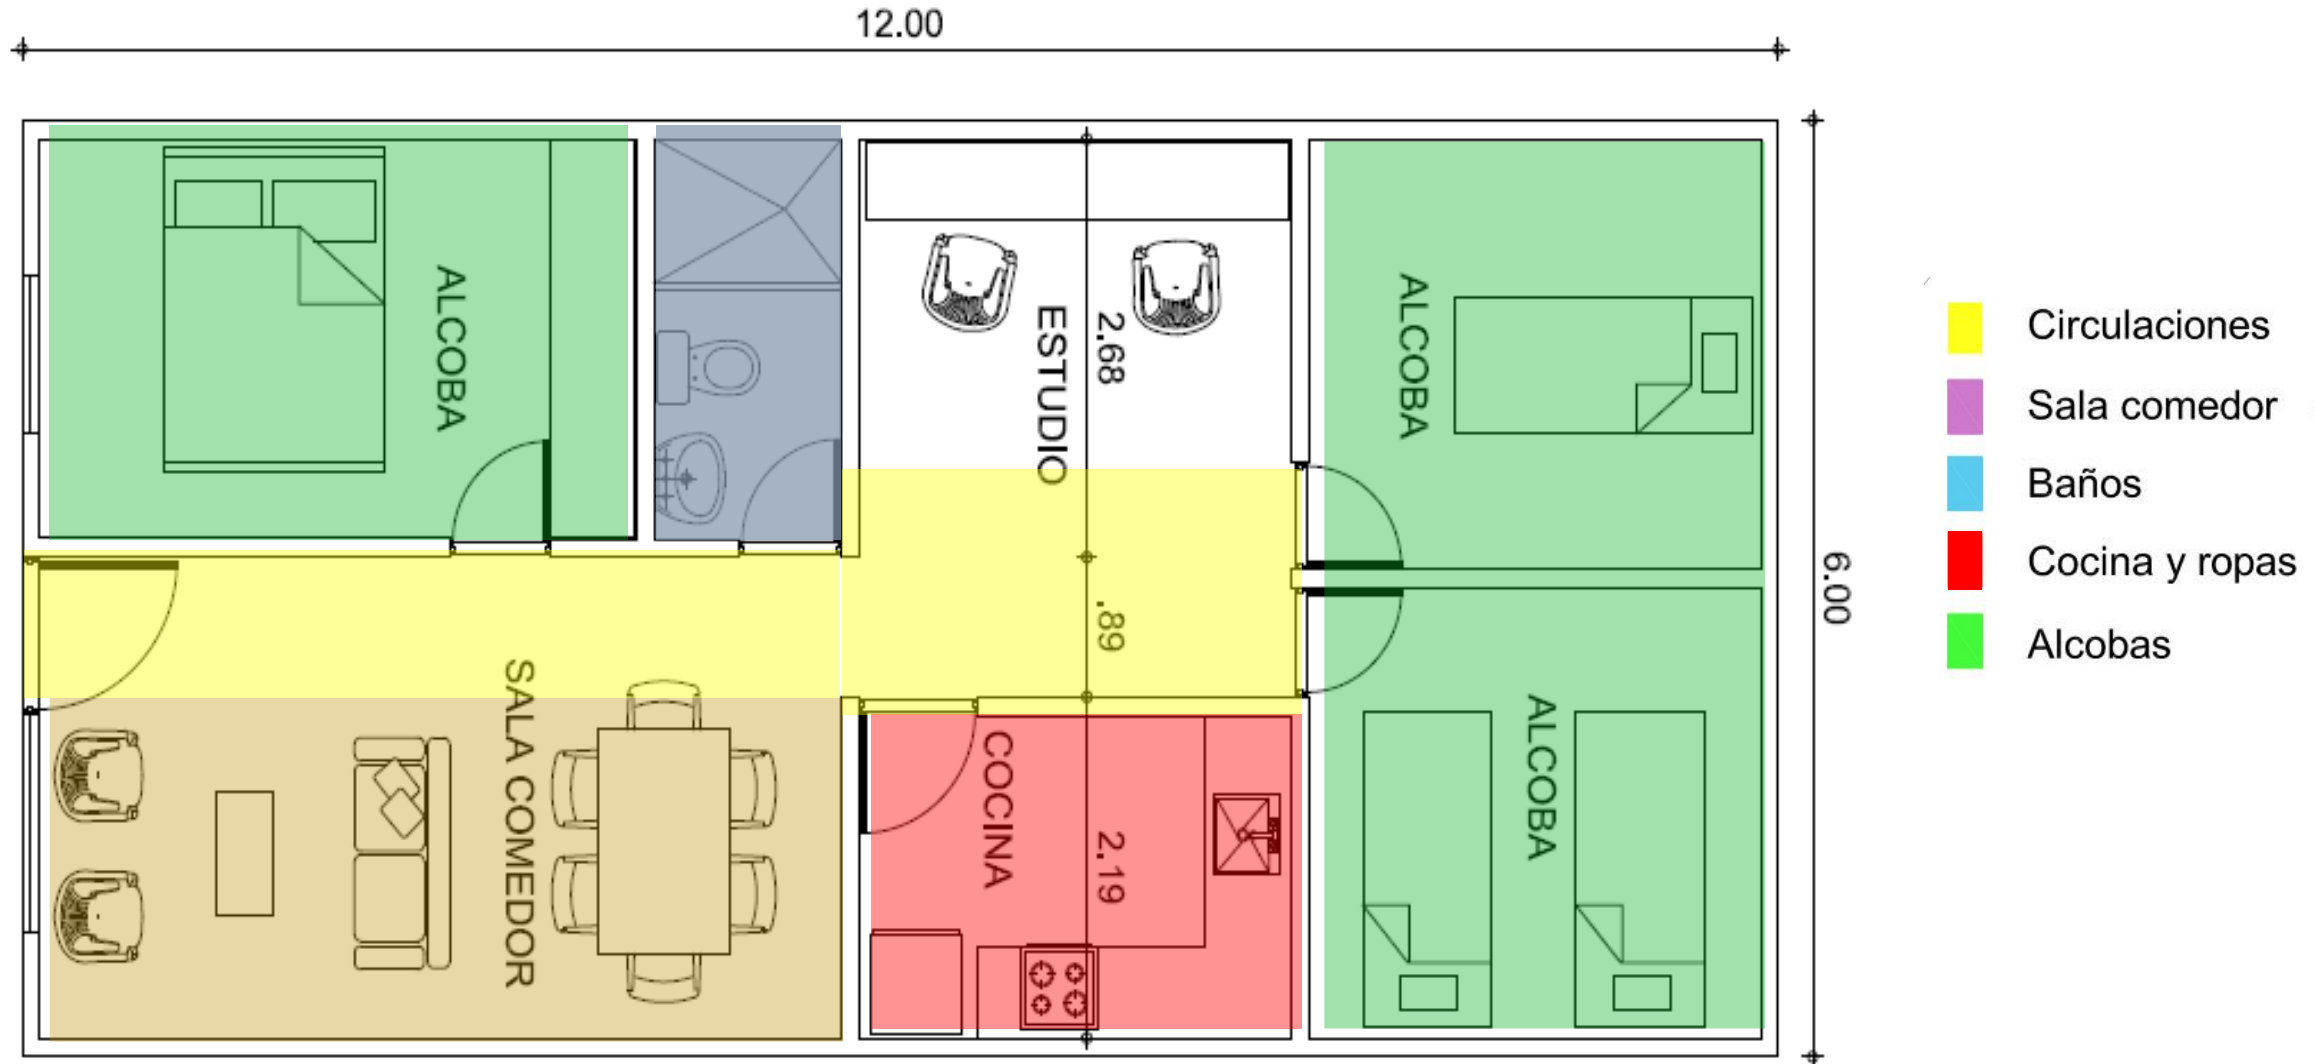 12.00
ALCOBA
ESTUDIO
2.68
ALCOBA
.89
SALA COMEDOR
COCINA
2.19
ALCOBA
6.00
Circulaciones
Sala comedor
Baños
Cocina y ropas
Alcobas